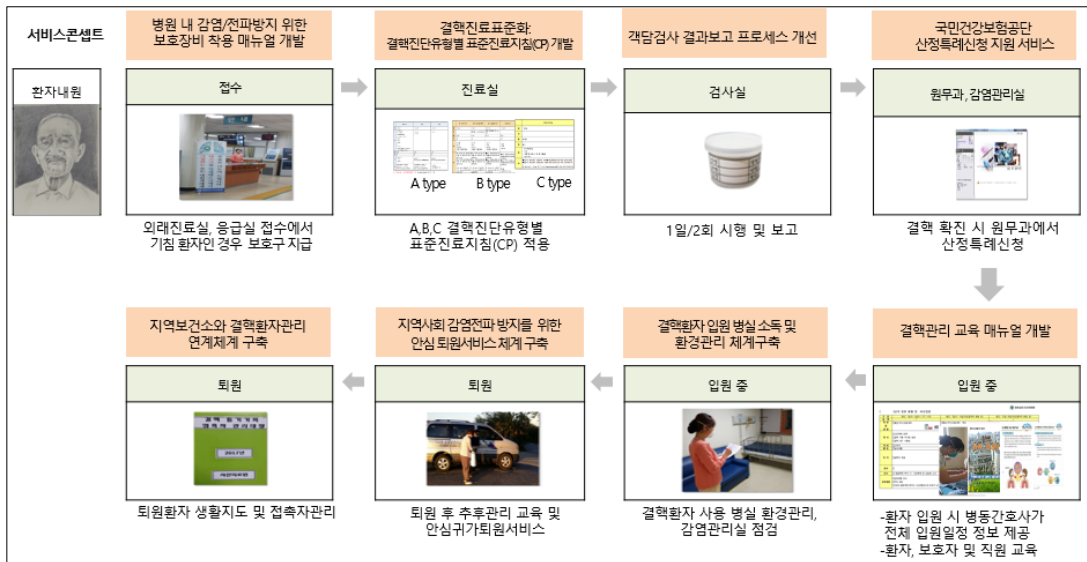 서비스콘셉트
병원 내 감염/전파방지 위한
보호장비 착용 매뉴얼 개발
결핵진료표준화:
결핵진단유형별 표준진료지침(CP) 개발
객담검사 결과보고 프로세스 개선
국민건강보험공단
산정특례신청 지원 서비스
환자내원
접수
진료실
검사실
원무과, 감염관리실
A type
B type
C type
외래진료실, 응급실 접수에서
기침 환자인 경우 보호구 지급
A,B,C 결핵진단유형별
표준진료지침(CP) 적용
1일/2회 시행 및 보고
결핵 확진 시 원무과에서
산정특례신청
지역보건소와 결핵환자관리
연계체계 구축
지역사회 감염전파 방지를 위한
안심 퇴원서비스 체계 구축
결핵환자 입원 병실 소독 및
환경관리 체계구축
결핵관리 교육 매뉴얼 개발
퇴원
퇴원
입원 중
입원 중
퇴원환자 생활지도 및 접촉자관리
퇴원 후 추후관리 교육 및
안심귀가퇴원서비스
결핵환자 사용 병실 환경관리,
감염관리실 점검
-환자 입원 시 병동간호사가
전체 입원일정 정보 제공
-환자, 보호자 및 직원 교육